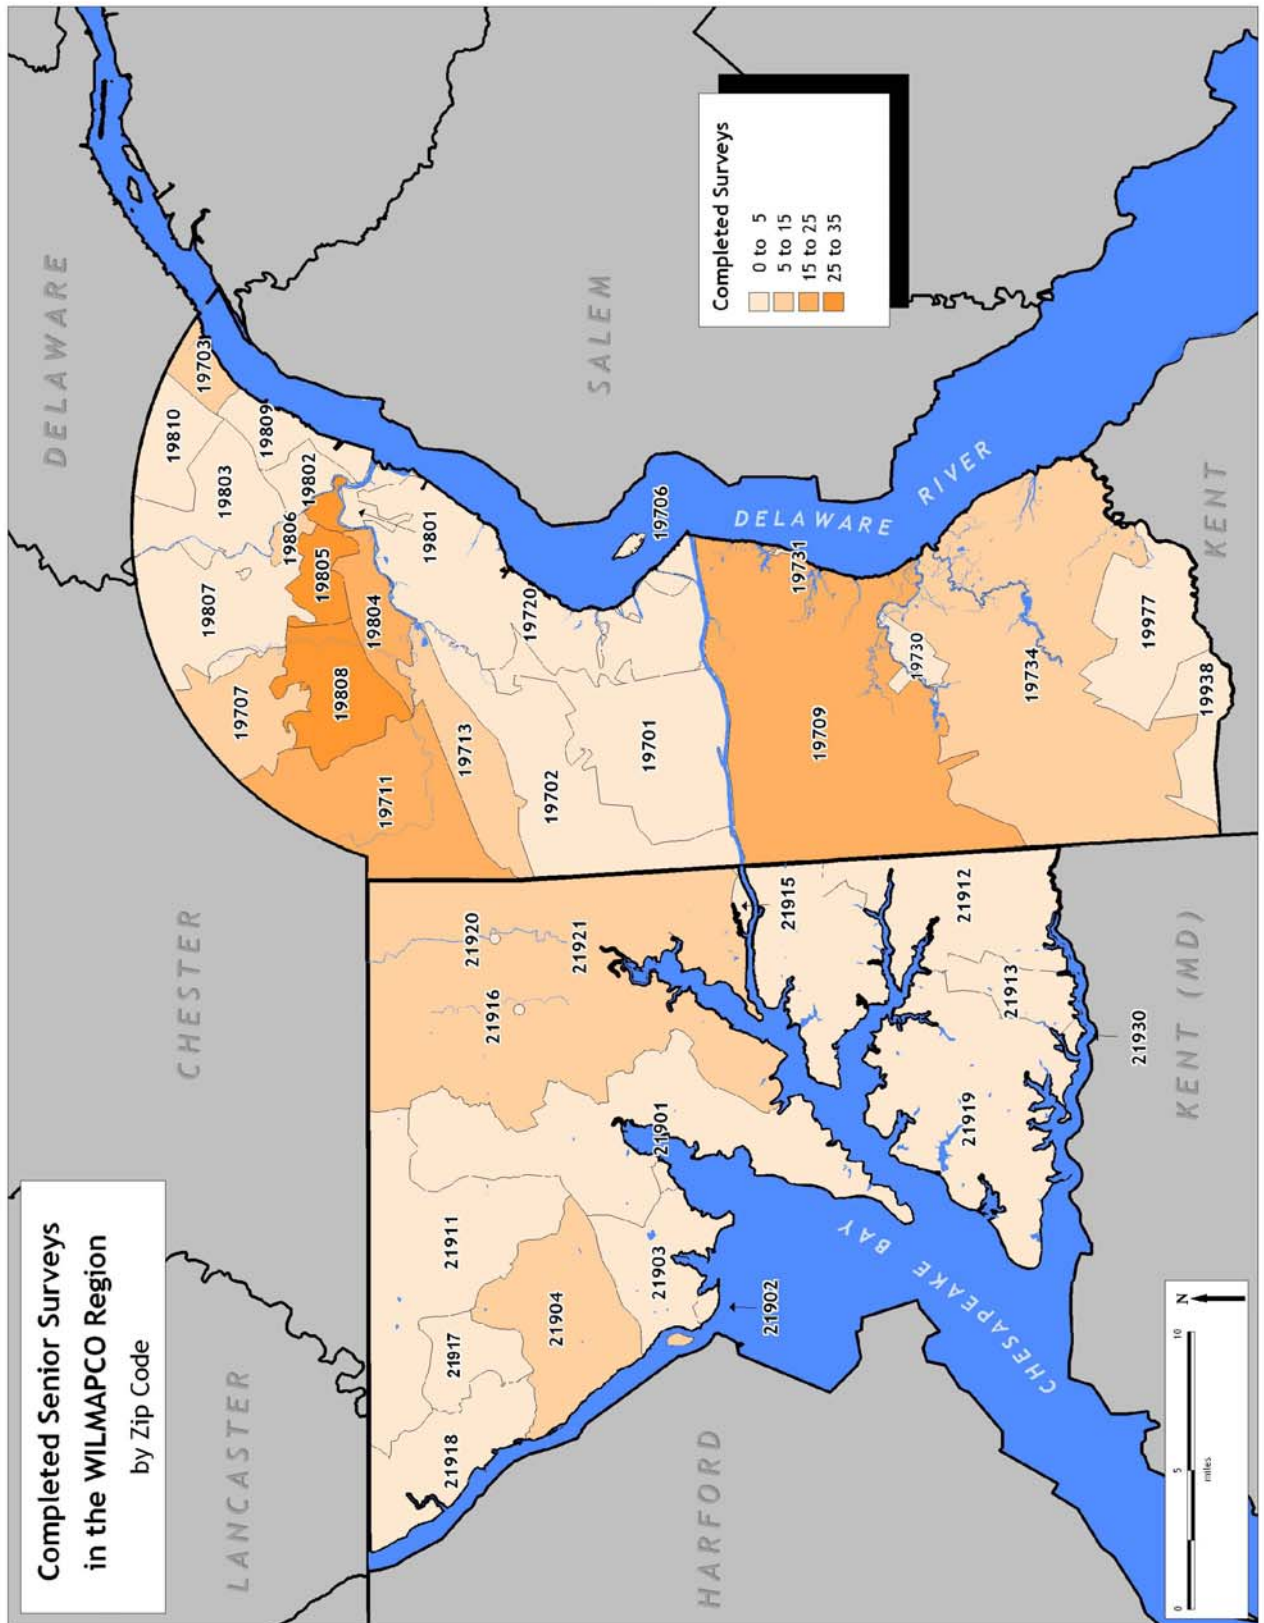 Completed Senior Surveys
in the WILMAPCO Region
by Zip Code
LANCASTER
CHESTER
DELAWARE
HARFORD
SALEM
KENT (MD)
KENT
DELAWARE RIVER
CHESAPEAKE BAY
21918
21917
21911
21904
21903
21902
21901
21916
21920
21921
21915
21912
21913
21919
21930
19711
19707
19807
19803
19810
19703
19809
19802
19806
19805
19808
19804
19801
19713
19702
19720
19701
19706
19709
19731
19730
19734
19977
19938
Completed Surveys
0 to 5
5 to 15
15 to 25
25 to 35
0 5 10
miles
N